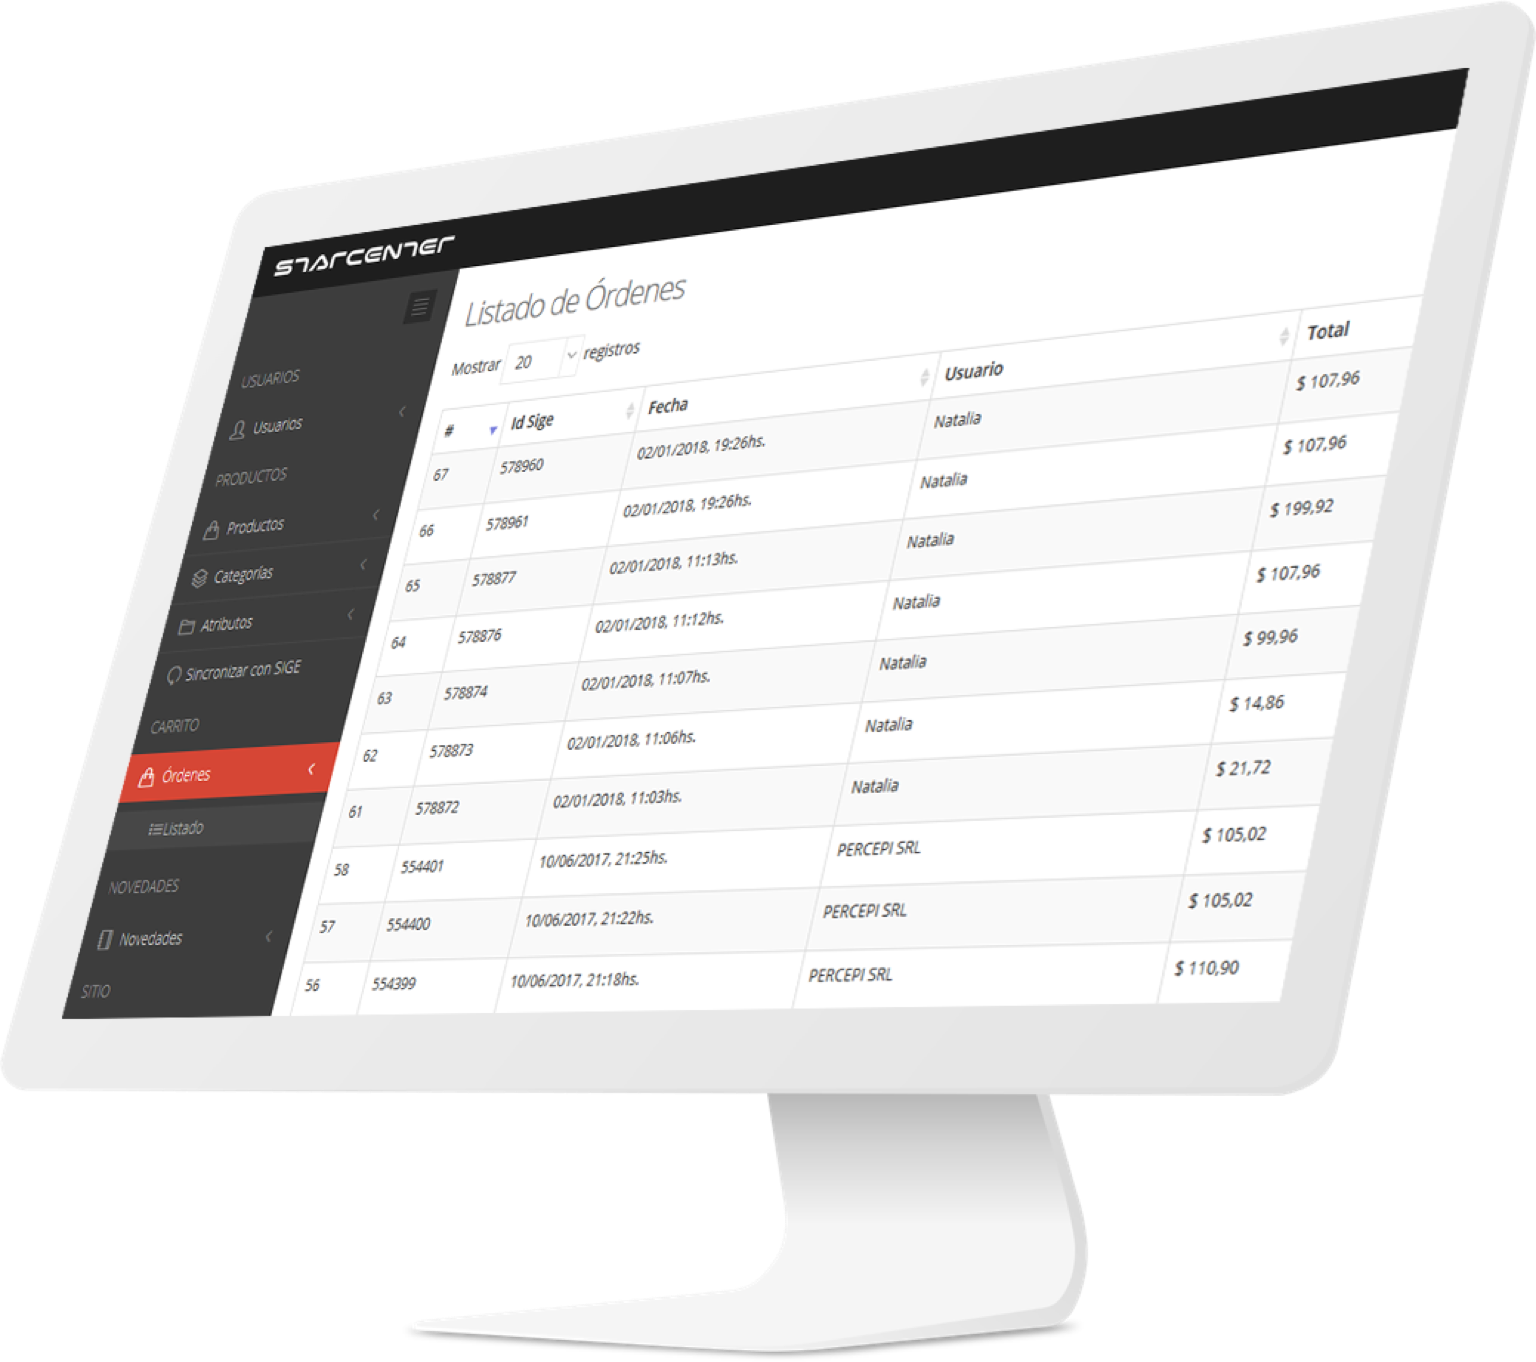 STARCENTER
USUARIOS
Usuarios
PRODUCTOS
Productos
Categorías
Atributos
Sincronizar con SIGE
CARRITO
Órdenes
Listado
NOVEDADES
Novedades
SITIO
Listado de Órdenes
Mostrar 20 registros
# Id Sige Fecha Usuario Total
67 578960 02/01/2018, 19:26hs. Natalia $ 107,96
66 578961 02/01/2018, 19:26hs. Natalia $ 107,96
65 578877 02/01/2018, 11:13hs. Natalia $ 199,92
64 578876 02/01/2018, 11:12hs. Natalia $ 107,96
63 578874 02/01/2018, 11:07hs. Natalia $ 99,96
62 578873 02/01/2018, 11:06hs. Natalia $ 14,86
61 578872 02/01/2018, 11:03hs. Natalia $ 21,72
58 554401 10/06/2017, 21:25hs. PERCEPI SRL $ 105,02
57 554400 10/06/2017, 21:22hs. PERCEPI SRL $ 105,02
56 554399 10/06/2017, 21:18hs. PERCEPI SRL $ 110,90